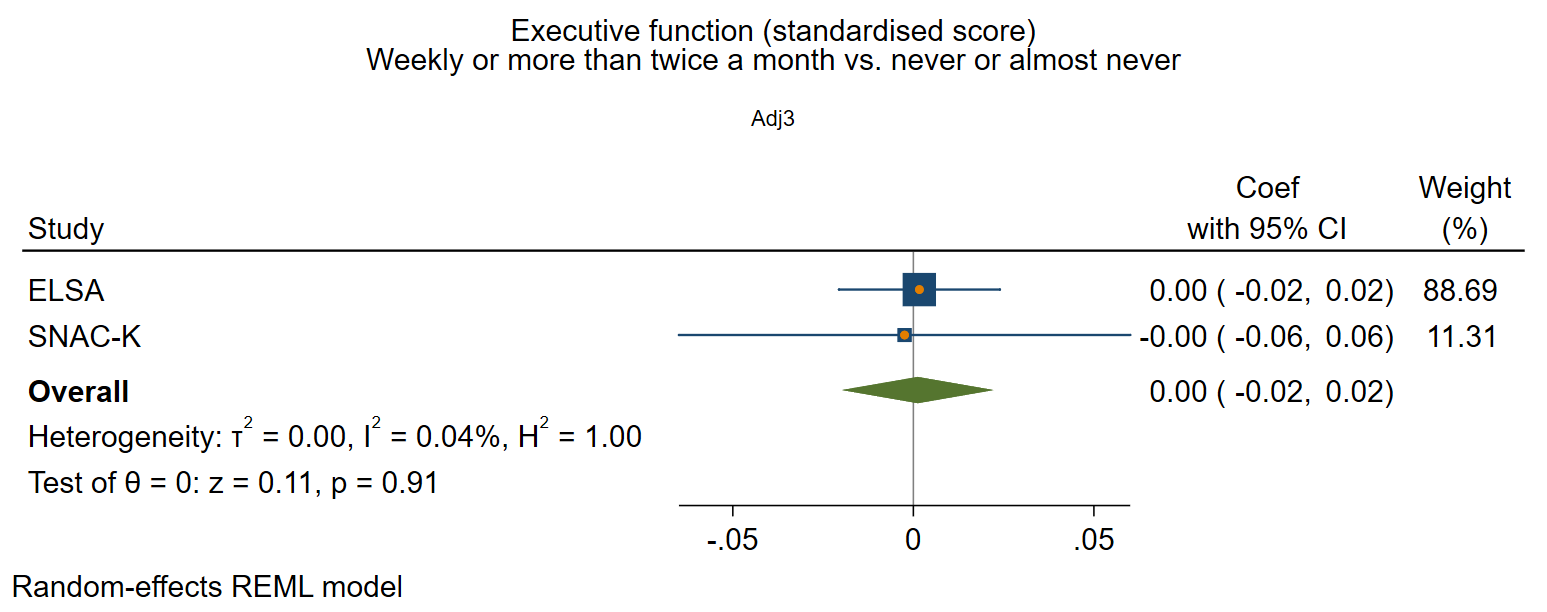 Executive function (standardised score)
Weekly or more than twice a month vs. never or almost never
Adj3
Coef Weight
Study with 95% CI (%)
ELSA 0.00 ( -0.02, 0.02) 88.69
SNAC-K -0.00 ( -0.06, 0.06) 11.31
Overall 0.00 ( -0.02, 0.02)
Heterogeneity: τ² = 0.00, I² = 0.04%, H² = 1.00
Test of θ = 0: z = 0.11, p = 0.91
-.05 0 .05
Random-effects REML model